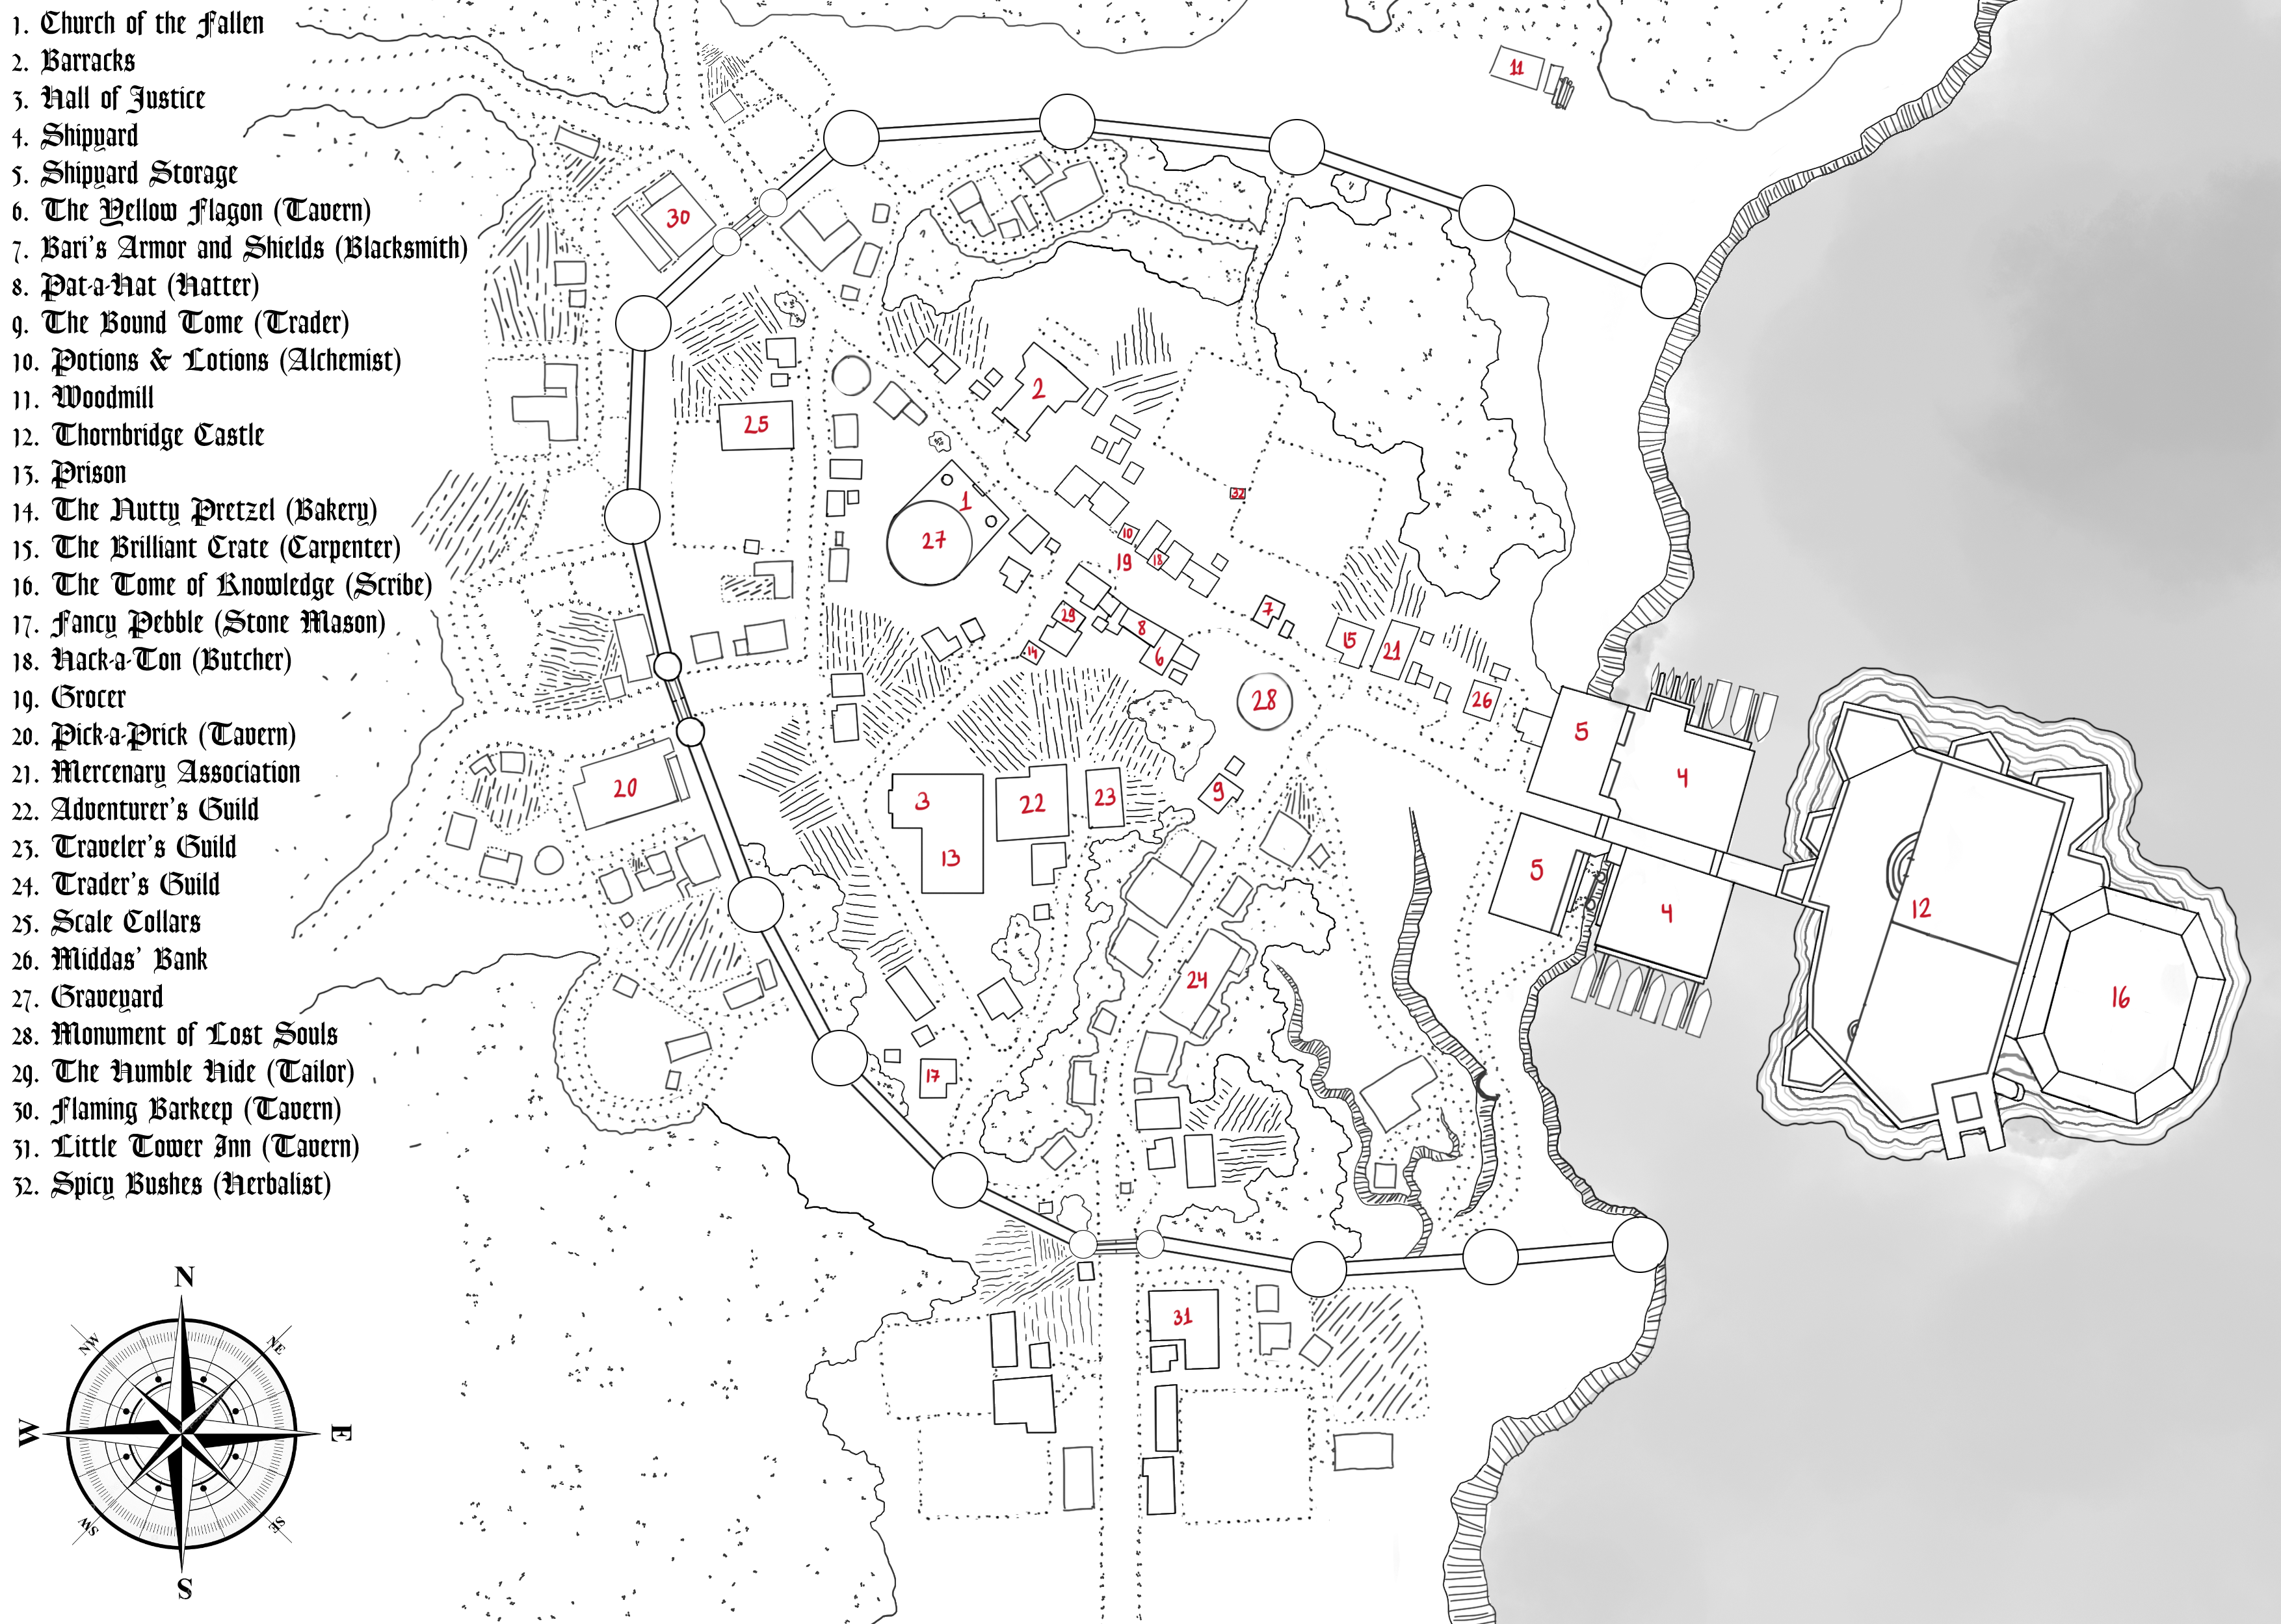 1. Church of the Fallen
2. Barracks
3. Hall of Justice
4. Shipyard
5. Shipyard Storage
6. The Yellow Flagon (Tavern)
7. Bari's Armor and Shields (Blacksmith)
8. Pat-a-Hat (Hatter)
9. The Bound Tome (Trader)
10. Potions & Lotions (Alchemist)
11. Woodmill
12. Thornbridge Castle
13. Prison
14. The Nutty Pretzel (Bakery)
15. The Brilliant Crate (Carpenter)
16. The Tome of Knowledge (Scribe)
17. Fancy Pebble (Stone Mason)
18. Hack-a-Ton (Butcher)
19. Grocer
20. Pick-a-Prick (Tavern)
21. Mercenary Association
22. Adventurer's Guild
23. Traveler's Guild
24. Trader's Guild
25. Scale Collars
26. Middas' Bank
27. Graveyard
28. Monument of Lost Souls
29. The Humble Hide (Tailor)
30. Flaming Barkeep (Tavern)
31. Little Tower Inn (Tavern)
32. Spicy Bushes (Herbalist)
11
30
2
25
32
1
27
10
19
18
29
7
8
14
6
15
21
28
26
5
4
20
3
22
23
9
13
5
4
12
24
16
17
31
N
NW
NE
W
E
SW
SE
S